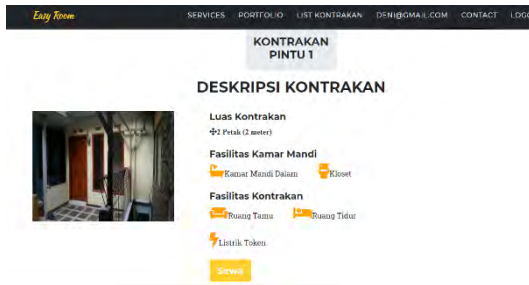 Easy Room
SERVICES PORTFOLIO LIST KONTRAKAN DENI@GMAIL.COM CONTACT
KONTRAKAN
PINTU 1
DESKRIPSI KONTRAKAN
Luas Kontrakan
2 Petak (2 meter)
Fasilitas Kamar Mandi
Kamar Mandi Dalam Kloset
Fasilitas Kontrakan
Ruang Tamu Ruang Tidur
Listrik Token
Sewa